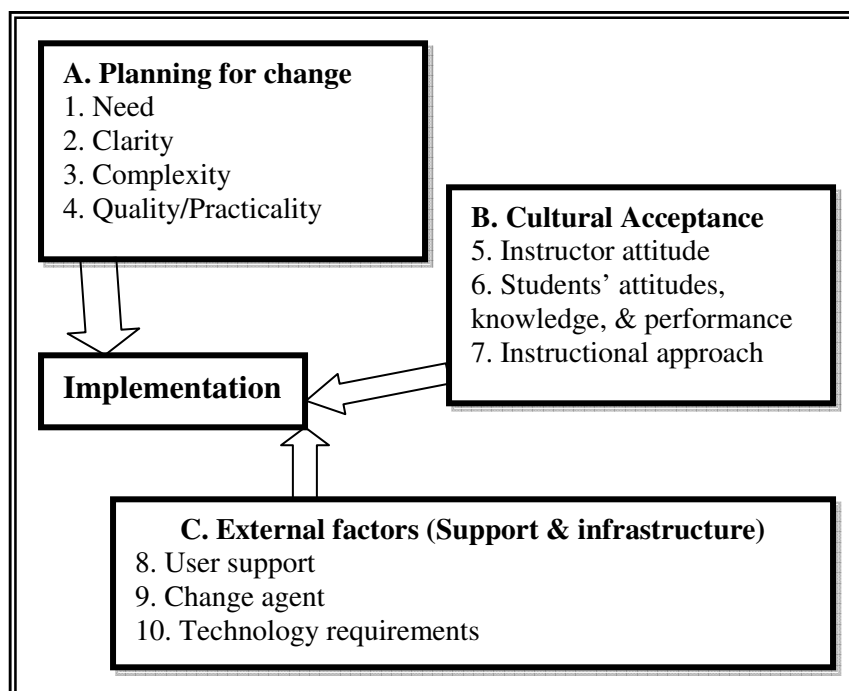 A. Planning for change
1. Need
2. Clarity
3. Complexity
4. Quality/Practicality
B. Cultural Acceptance
5. Instructor attitude
6. Students’ attitudes,
knowledge, & performance
7. Instructional approach
Implementation
C. External factors (Support & infrastructure)
8. User support
9. Change agent
10. Technology requirements